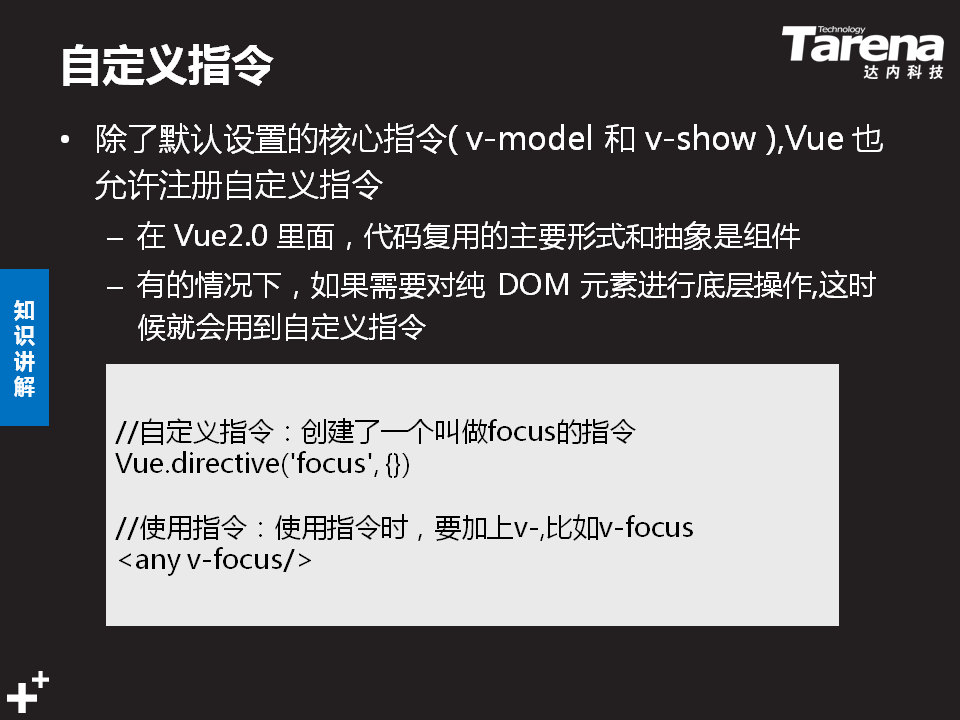 自定义指令
Technology
Tarena
达内科技
• 除了默认设置的核心指令( v-model 和 v-show ),Vue 也
允许注册自定义指令
– 在 Vue2.0 里面，代码复用的主要形式和抽象是组件
– 有的情况下，如果需要对纯 DOM 元素进行底层操作,这时
候就会用到自定义指令
知识讲解
//自定义指令：创建了一个叫做focus的指令
Vue.directive('focus', {})
//使用指令：使用指令时，要加上v-,比如v-focus
<any v-focus/>